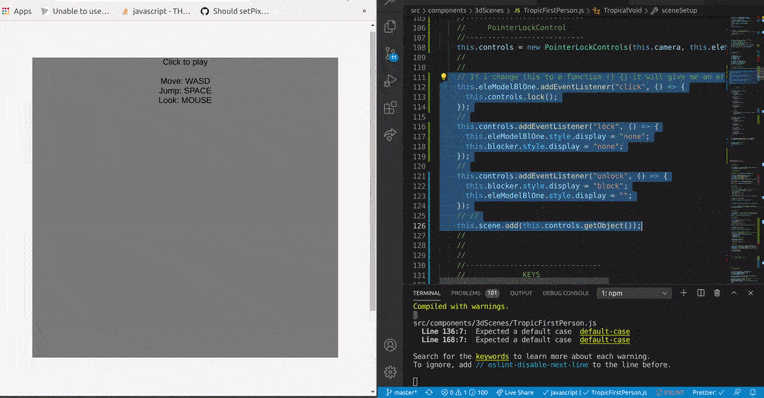 Apps
Unable to use...
javascript - TH...
Should setPix...
»
Click to play
Move: WASD
Jump: SPACE
Look: MOUSE
src > components > 3dScenes > TropicFirstPerson.js > TropicalVoid > sceneSetup
105 //------------------------------
106 // PointerLockControl
107 //------------------------------
108 this.controls = new PointerLockControls(this.camera, this.ele
109 //
110 //
111 // If i change this to a function () {} it will give me an er
112 this.eleModelBlOne.addEventListener("click", () => {
113 this.controls.lock();
114 });
115 //
116 this.controls.addEventListener("lock", () => {
117 this.eleModelBlOne.style.display = "none";
118 this.blocker.style.display = "none";
119 });
120 //
121 this.controls.addEventListener("unlock", () => {
122 this.blocker.style.display = "block";
123 this.eleModelBlOne.style.display = "";
124 });
125 // //
126 this.scene.add(this.controls.getObject());
127 //
128 //
129 //
130 //------------------------------
131 // KEYS
11
TERMINAL PROBLEMS 101 OUTPUT DEBUG CONSOLE 1: npm
Compiled with warnings.
src/components/3dScenes/TropicFirstPerson.js
Line 136:7: Expected a default case default-case
Line 168:7: Expected a default case default-case
Search for the keywords to learn more about each warning.
To ignore, add // eslint-disable-next-line to the line before.
master* 0 1 100 Live Share javascript | TropicFirstPerson.js ESLINT Prettier: ✓